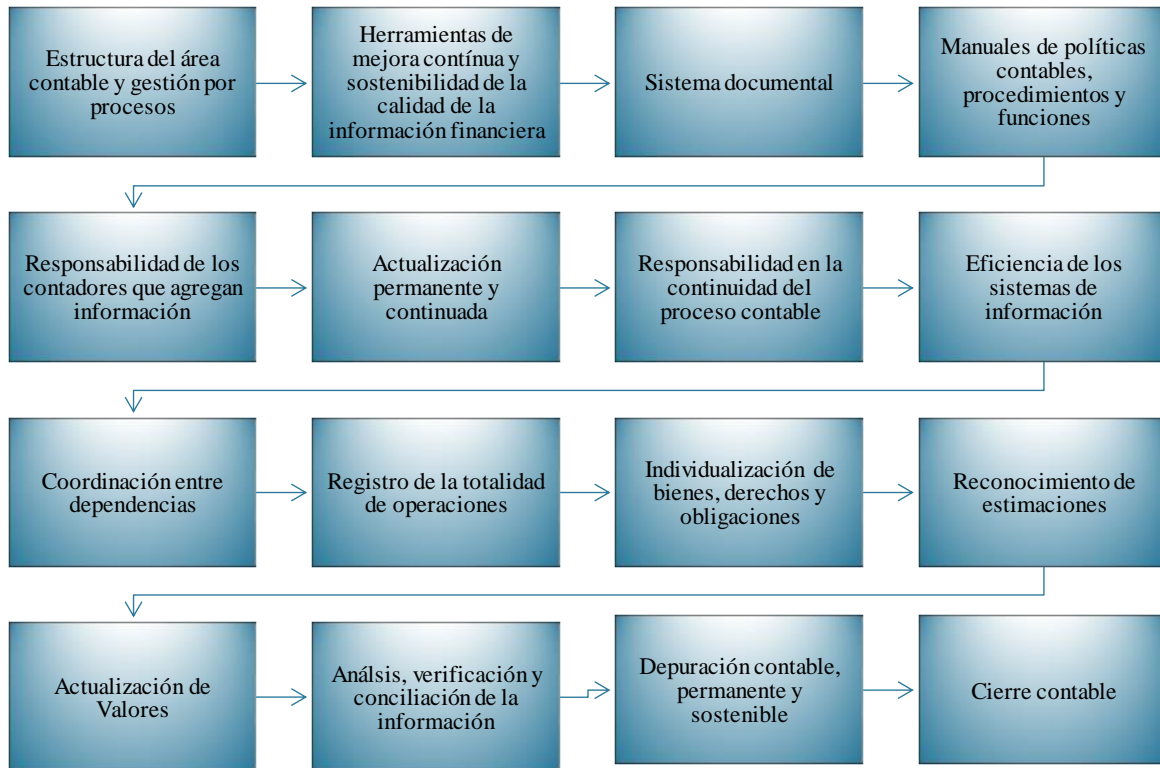 Estructura del área
contable y gestión por
procesos
Herramientas de
mejora contínua y
sostenibilidad de la
calidad de la
información financiera
Sistema documental
Manuales de políticas
contables,
procedimientos y
funciones
Responsabilidad de los
contadores que agregan
información
Actualización
permanente y
continuada
Responsabilidad en la
continuidad del
proceso contable
Eficiencia de los
sistemas de
información
Coordinación entre
dependencias
Registro de la totalidad
de operaciones
Individualización de
bienes, derechos y
obligaciones
Reconocimiento de
estimaciones
Actualización de
Valores
Análsis, verificación y
conciliación de la
información
Depuración contable,
permanente y
sostenible
Cierre contable